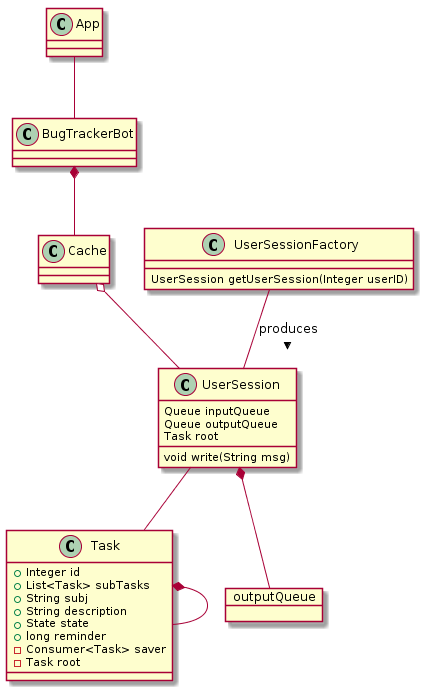 C App
C BugTrackerBot
C Cache
C UserSessionFactory
UserSession getUserSession(Integer userID)
produces
C UserSession
Queue inputQueue
Queue outputQueue
Task root
void write(String msg)
C Task
Integer id
List<Task> subTasks
String subj
String description
State state
long reminder
Consumer<Task> saver
Task root
outputQueue